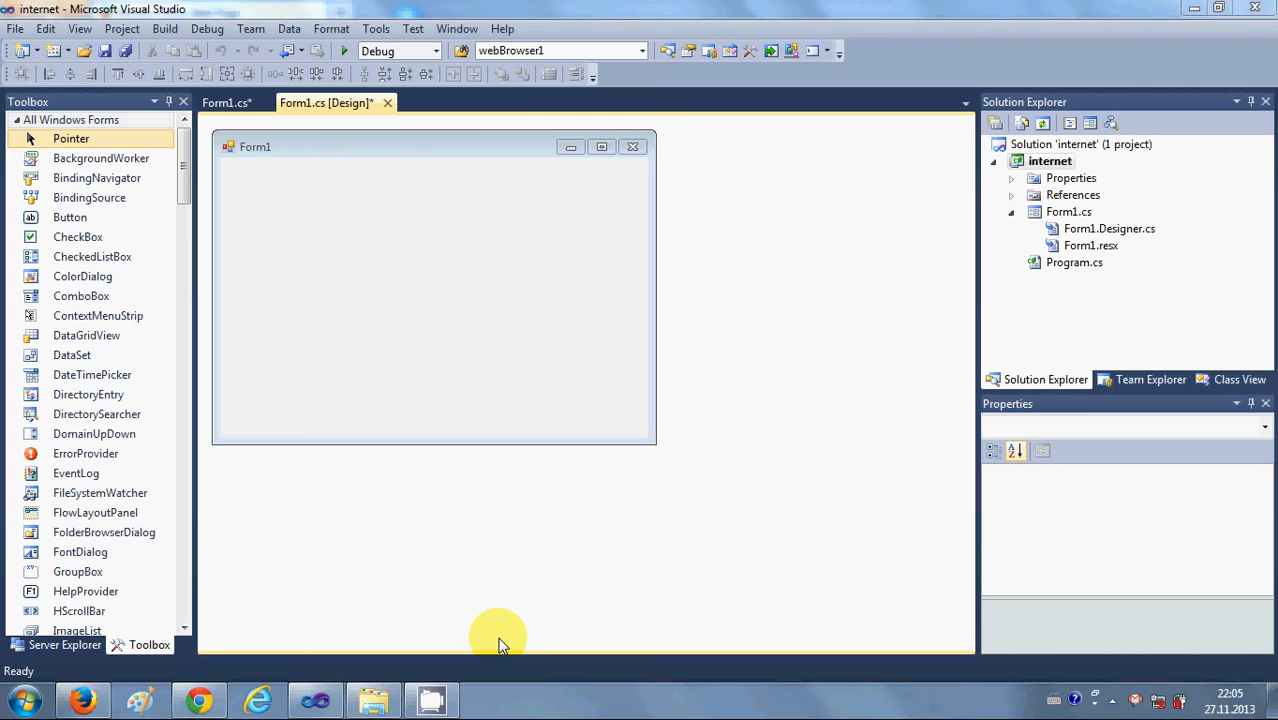 internet - Microsoft Visual Studio
File Edit View Project Build Debug Team Data Format Tools Test Window Help
Debug webBrowser1
Toolbox
All Windows Forms
Pointer
BackgroundWorker
BindingNavigator
BindingSource
Button
CheckBox
CheckedListBox
ColorDialog
ComboBox
ContextMenuStrip
DataGridView
DataSet
DateTimePicker
DirectoryEntry
DirectorySearcher
DomainUpDown
ErrorProvider
EventLog
FileSystemWatcher
FlowLayoutPanel
FolderBrowserDialog
FontDialog
GroupBox
HelpProvider
HScrollBar
ImageList
Server Explorer Toolbox
Form1.cs* Form1.cs [Design]*
Form1
Solution Explorer
Solution 'internet' (1 project)
internet
Properties
References
Form1.cs
Form1.Designer.cs
Form1.resx
Program.cs
Solution Explorer Team Explorer Class View
Properties
Ready
22:05
27.11.2013